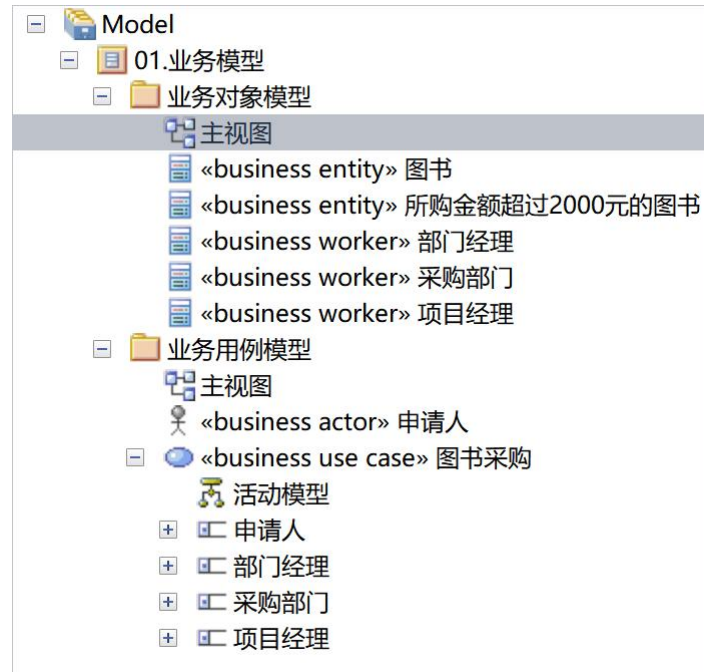 Model
01.业务模型
业务对象模型
主视图
«business entity» 图书
«business entity» 所购金额超过2000元的图书
«business worker» 部门经理
«business worker» 采购部门
«business worker» 项目经理
业务用例模型
主视图
«business actor» 申请人
«business use case» 图书采购
活动模型
申请人
部门经理
采购部门
项目经理